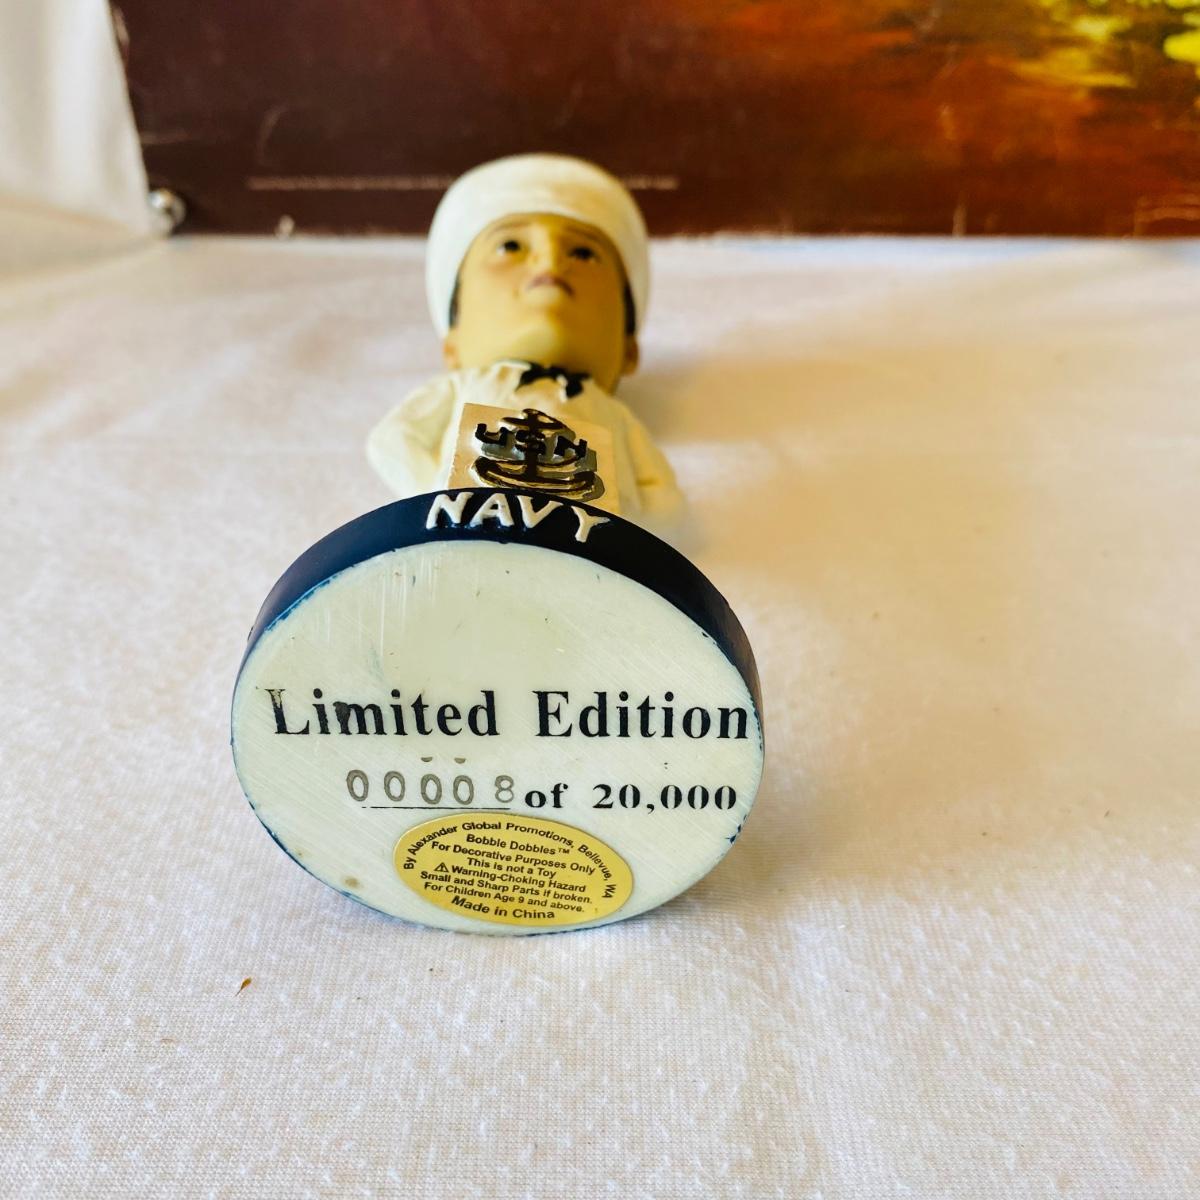 USN
NAVY
Limited Edition
00008 of 20,000
By Alexander Global Promotions, Bellevue, WA
Bobble Dobbles™
For Decorative Purposes Only
This is not a Toy
⚠ Warning-Choking Hazard
Small and Sharp Parts if broken.
For Children Age 9 and above.
Made in China